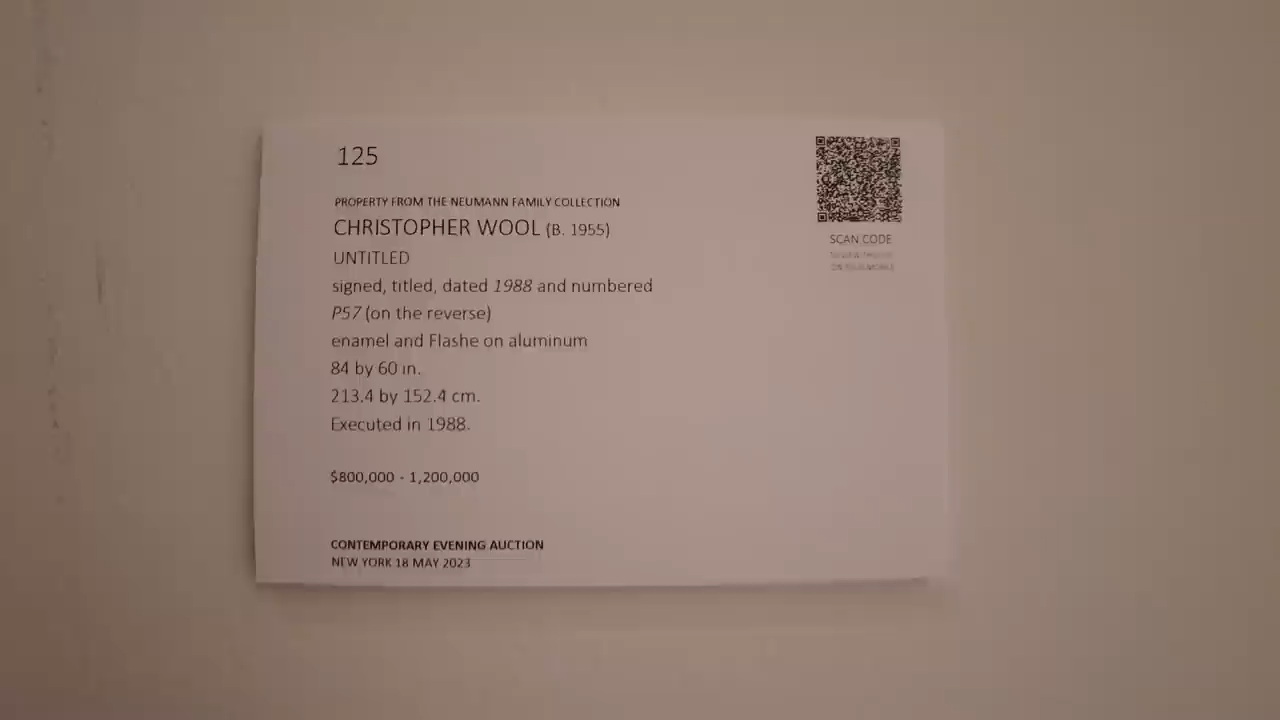 125
PROPERTY FROM THE NEUMANN FAMILY COLLECTION
CHRISTOPHER WOOL (B. 1955)
UNTITLED
signed, titled, dated 1988 and numbered
P57 (on the reverse)
enamel and Flashe on aluminum
84 by 60 in.
213.4 by 152.4 cm.
Executed in 1988.
$800,000 - 1,200,000
CONTEMPORARY EVENING AUCTION
NEW YORK 18 MAY 2023
SCAN CODE